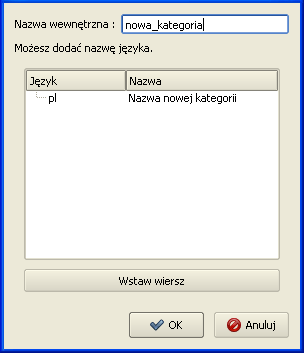 Nazwa wewnętrzna : nowa_kategoria
Możesz dodać nazwę języka.
Język Nazwa
pl Nazwa nowej kategorii
Wstaw wiersz
OK Anuluj